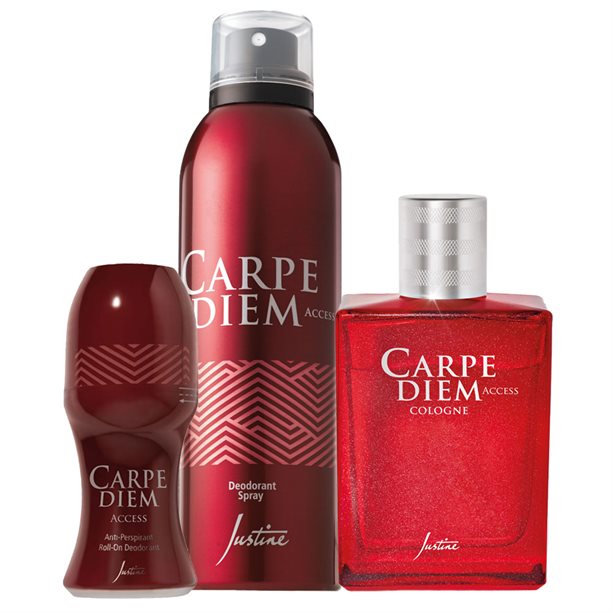 CARPE
DIEM
ACCESS
Anti-Perspirant
Roll-On Deodorant
Justine
CARPE
DIEM ACCESS
Deodorant
Spray
Justine
CARPE
DIEM ACCESS
COLOGNE
Justine